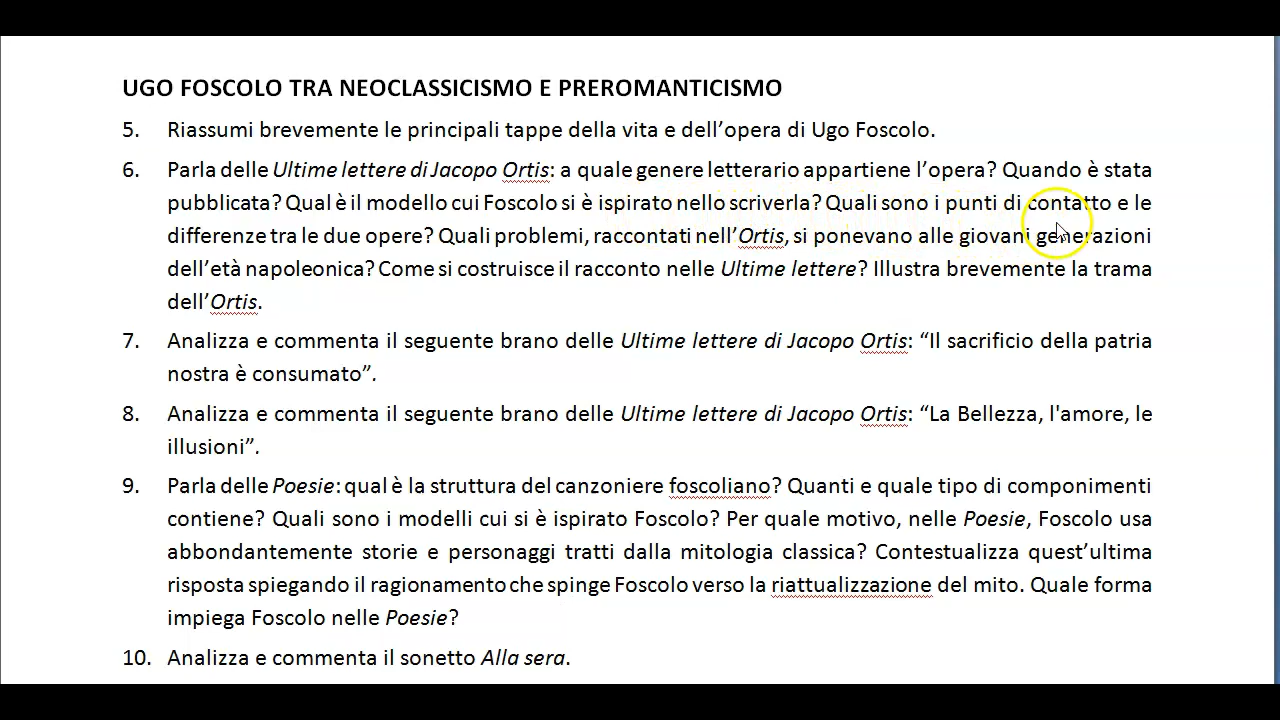 UGO FOSCOLO TRA NEOCLASSICISMO E PREROMANTICISMO
5. Riassumi brevemente le principali tappe della vita e dell’opera di Ugo Foscolo.
6. Parla delle Ultime lettere di Jacopo Ortis: a quale genere letterario appartiene l’opera? Quando è stata
pubblicata? Qual è il modello cui Foscolo si è ispirato nello scriverla? Quali sono i punti di contatto e le
differenze tra le due opere? Quali problemi, raccontati nell’Ortis, si ponevano alle giovani generazioni
dell’età napoleonica? Come si costruisce il racconto nelle Ultime lettere? Illustra brevemente la trama
dell’Ortis.
7. Analizza e commenta il seguente brano delle Ultime lettere di Jacopo Ortis: “Il sacrificio della patria
nostra è consumato”.
8. Analizza e commenta il seguente brano delle Ultime lettere di Jacopo Ortis: “La Bellezza, l'amore, le
illusioni”.
9. Parla delle Poesie: qual è la struttura del canzoniere foscoliano? Quanti e quale tipo di componimenti
contiene? Quali sono i modelli cui si è ispirato Foscolo? Per quale motivo, nelle Poesie, Foscolo usa
abbondantemente storie e personaggi tratti dalla mitologia classica? Contestualizza quest’ultima
risposta spiegando il ragionamento che spinge Foscolo verso la riattualizzazione del mito. Quale forma
impiega Foscolo nelle Poesie?
10. Analizza e commenta il sonetto Alla sera.